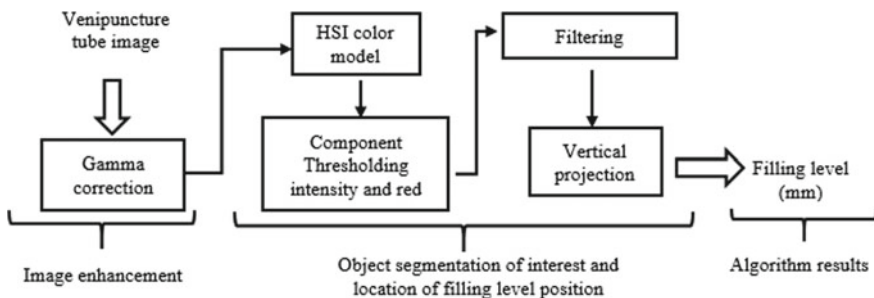 Venipuncture
tube image
Gamma
correction
HSI color
model
Component
Thresholding
intensity and red
Filtering
Vertical
projection
Filling level
(mm)
Image enhancement
Object segmentation of interest and
location of filling level position
Algorithm results